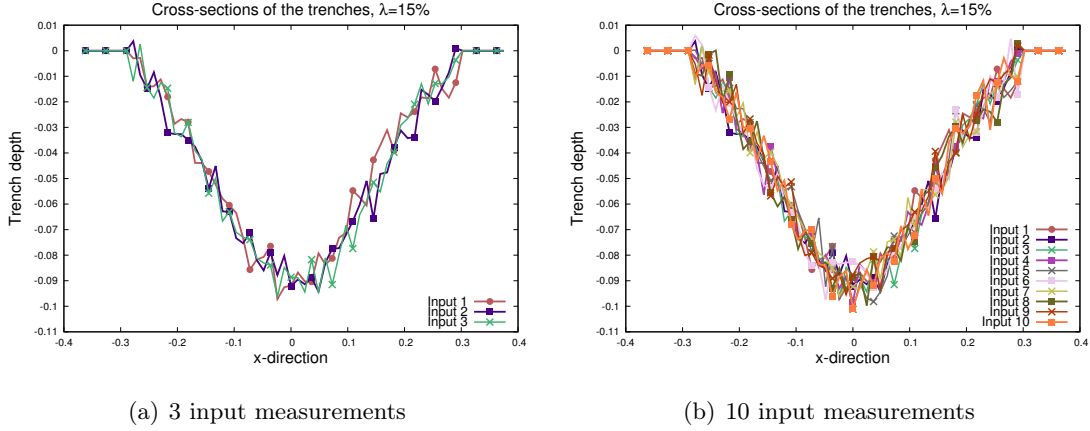 Cross-sections of the trenches, λ=15%
0.01
0
-0.01
-0.02
-0.03
-0.04
-0.05
-0.06
-0.07
-0.08
-0.09
-0.1
-0.11
Trench depth
Input 1
Input 2
Input 3
-0.4
-0.3
-0.2
-0.1
0
0.1
0.2
0.3
0.4
x-direction
(a) 3 input measurements
Cross-sections of the trenches, λ=15%
0.01
0
-0.01
-0.02
-0.03
-0.04
-0.05
-0.06
-0.07
-0.08
-0.09
-0.1
-0.11
Trench depth
Input 1
Input 2
Input 3
Input 4
Input 5
Input 6
Input 7
Input 8
Input 9
Input 10
-0.4
-0.3
-0.2
-0.1
0
0.1
0.2
0.3
0.4
x-direction
(b) 10 input measurements